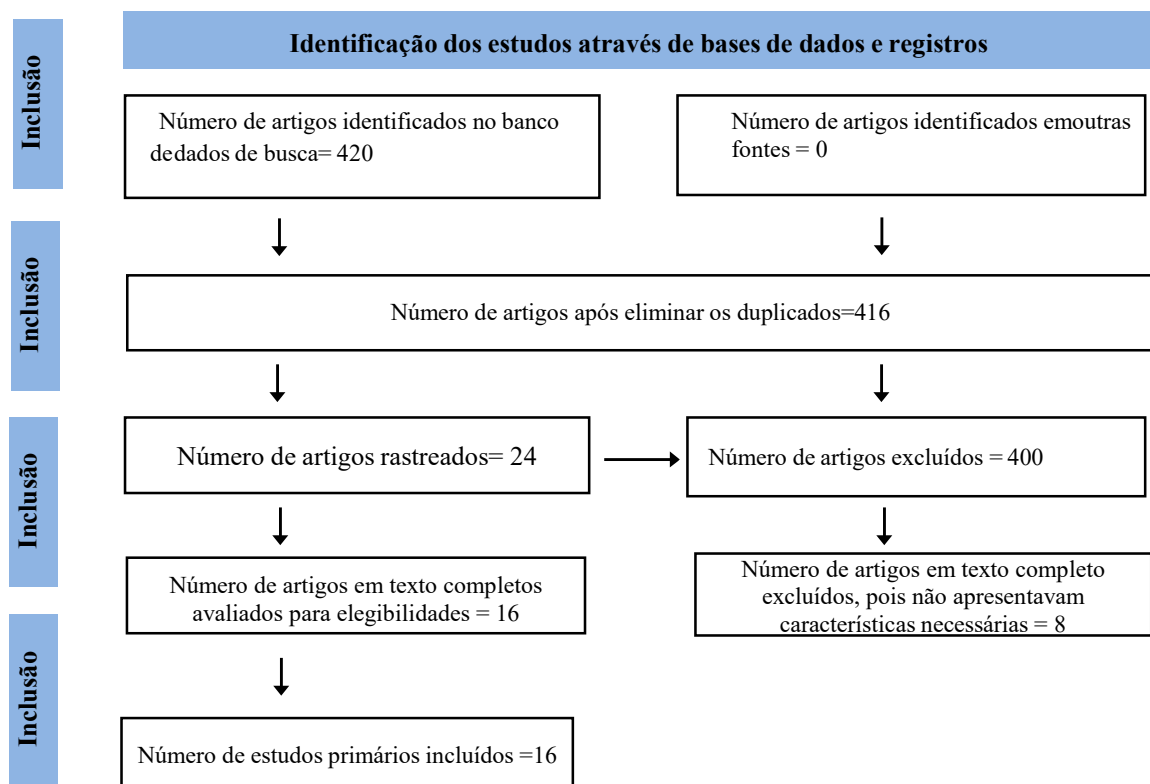 Inclusão
Identificação dos estudos através de bases de dados e registros
Número de artigos identificados no banco
dedados de busca= 420
Número de artigos identificados emoutras
fontes = 0
Inclusão
Número de artigos após eliminar os duplicados=416
Inclusão
Número de artigos rastreados= 24
Número de artigos excluídos = 400
Número de artigos em texto completos
avaliados para elegibilidades = 16
Número de artigos em texto completo
excluídos, pois não apresentavam
características necessárias = 8
Inclusão
Número de estudos primários incluídos =16